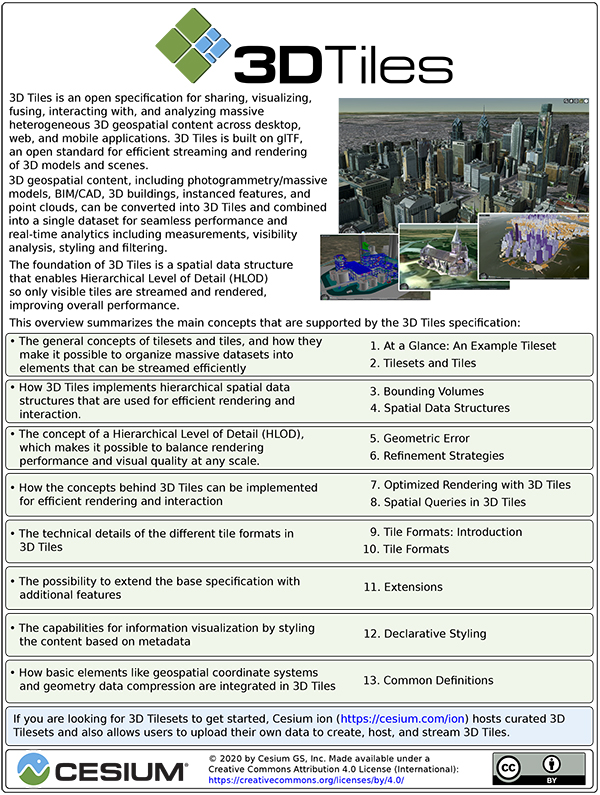 3DTiles
3D Tiles is an open specification for sharing, visualizing,
fusing, interacting with, and analyzing massive
heterogeneous 3D geospatial content across desktop,
web, and mobile applications. 3D Tiles is built on glTF,
an open standard for efficient streaming and rendering
of 3D models and scenes.
3D geospatial content, including photogrammetry/massive
models, BIM/CAD, 3D buildings, instanced features, and
point clouds, can be converted into 3D Tiles and combined
into a single dataset for seamless performance and
real-time analytics including measurements, visibility
analysis, styling and filtering.
The foundation of 3D Tiles is a spatial data structure
that enables Hierarchical Level of Detail (HLOD)
so only visible tiles are streamed and rendered,
improving overall performance.
This overview summarizes the main concepts that are supported by the 3D Tiles specification:
• The general concepts of tilesets and tiles, and how they
make it possible to organize massive datasets into
elements that can be streamed efficiently
1. At a Glance: An Example Tileset
2. Tilesets and Tiles
• How 3D Tiles implements hierarchical spatial data
structures that are used for efficient rendering and
interaction.
3. Bounding Volumes
4. Spatial Data Structures
• The concept of a Hierarchical Level of Detail (HLOD),
which makes it possible to balance rendering
performance and visual quality at any scale.
5. Geometric Error
6. Refinement Strategies
• How the concepts behind 3D Tiles can be implemented
for efficient rendering and interaction
7. Optimized Rendering with 3D Tiles
8. Spatial Queries in 3D Tiles
• The technical details of the different tile formats in
3D Tiles
9. Tile Formats: Introduction
10. Tile Formats
• The possibility to extend the base specification with
additional features
11. Extensions
• The capabilities for information visualization by styling
the content based on metadata
12. Declarative Styling
• How basic elements like geospatial coordinate systems
and geometry data compression are integrated in 3D Tiles
13. Common Definitions
If you are looking for 3D Tilesets to get started, Cesium ion (https://cesium.com/ion) hosts curated 3D
Tilesets and also allows users to upload their own data to create, host, and stream 3D Tiles.
CESIUM®
© 2020 by Cesium GS, Inc. Made available under a
Creative Commons Attribution 4.0 License (International):
https://creativecommons.org/licenses/by/4.0/
cc
BY